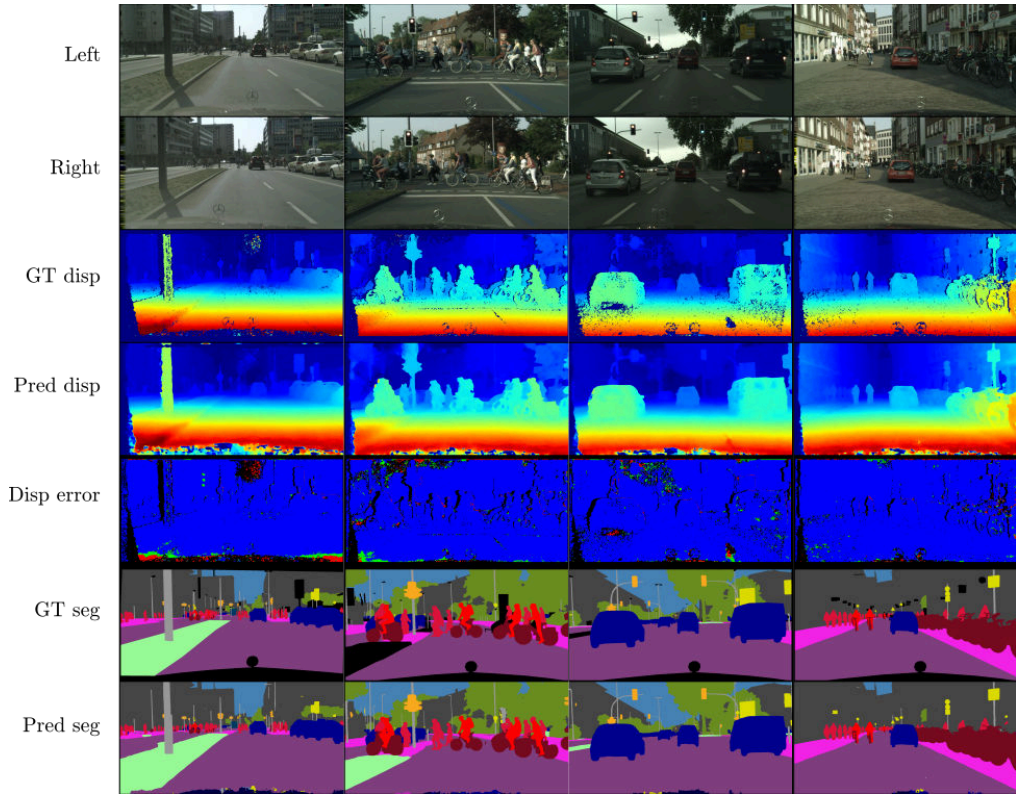 Left
Right
GT disp
Pred disp
Disp error
GT seg
Pred seg